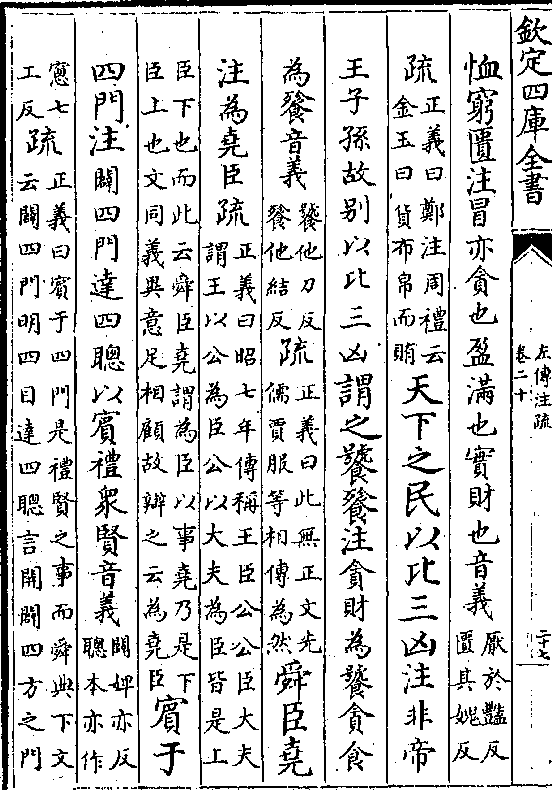 欽定四庫全書
左傳注疏
卷二十
二十七
恤窮匱注冒亦貪也盈滿也實財也音義厭於豔反
匱其媿反
疏正義曰鄭注周禮云
金玉曰貨布帛而賄天下之民以比三凶注非帝
王子孫故别以比三凶謂之饕餮注貪財為饕貪食
為餮音義饕他刀反
餮他結反疏正義曰此無正文先
儒賈服等相傳為然舜臣堯
注為堯臣疏正義曰昭七年傳稱王臣公公臣大夫
謂王以公為臣公以大夫為臣皆是上
臣下也而此云舜臣堯謂為臣以事堯乃是下
臣上也文同義異意足相顧故辨之云為堯臣賓于
四門注闢四門達四聰以賓禮衆賢音義闢婢亦反
聰本亦作
窻七
工反疏正義曰賓于四門是禮賢之事而舜典下文
云闢四門明四目達四聰言開闢四方之門